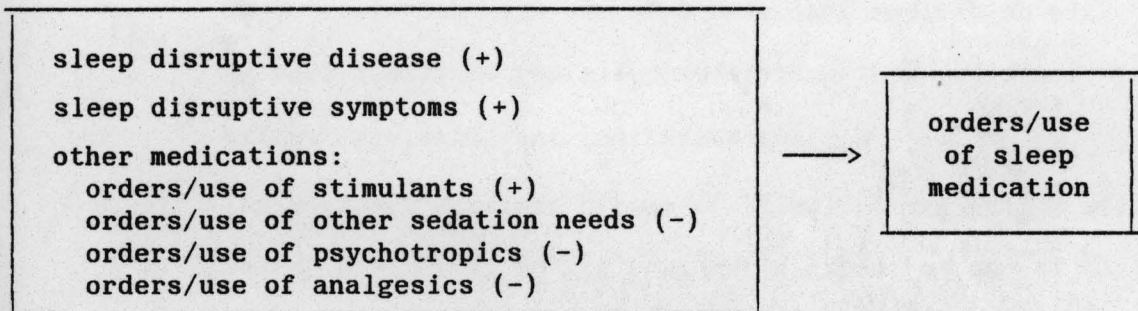 sleep disruptive disease (+)
sleep disruptive symptoms (+)
other medications:
orders/use of stimulants (+)
orders/use of other sedation needs (-)
orders/use of psychotropics (-)
orders/use of analgesics (-)
orders/use
of sleep
medication